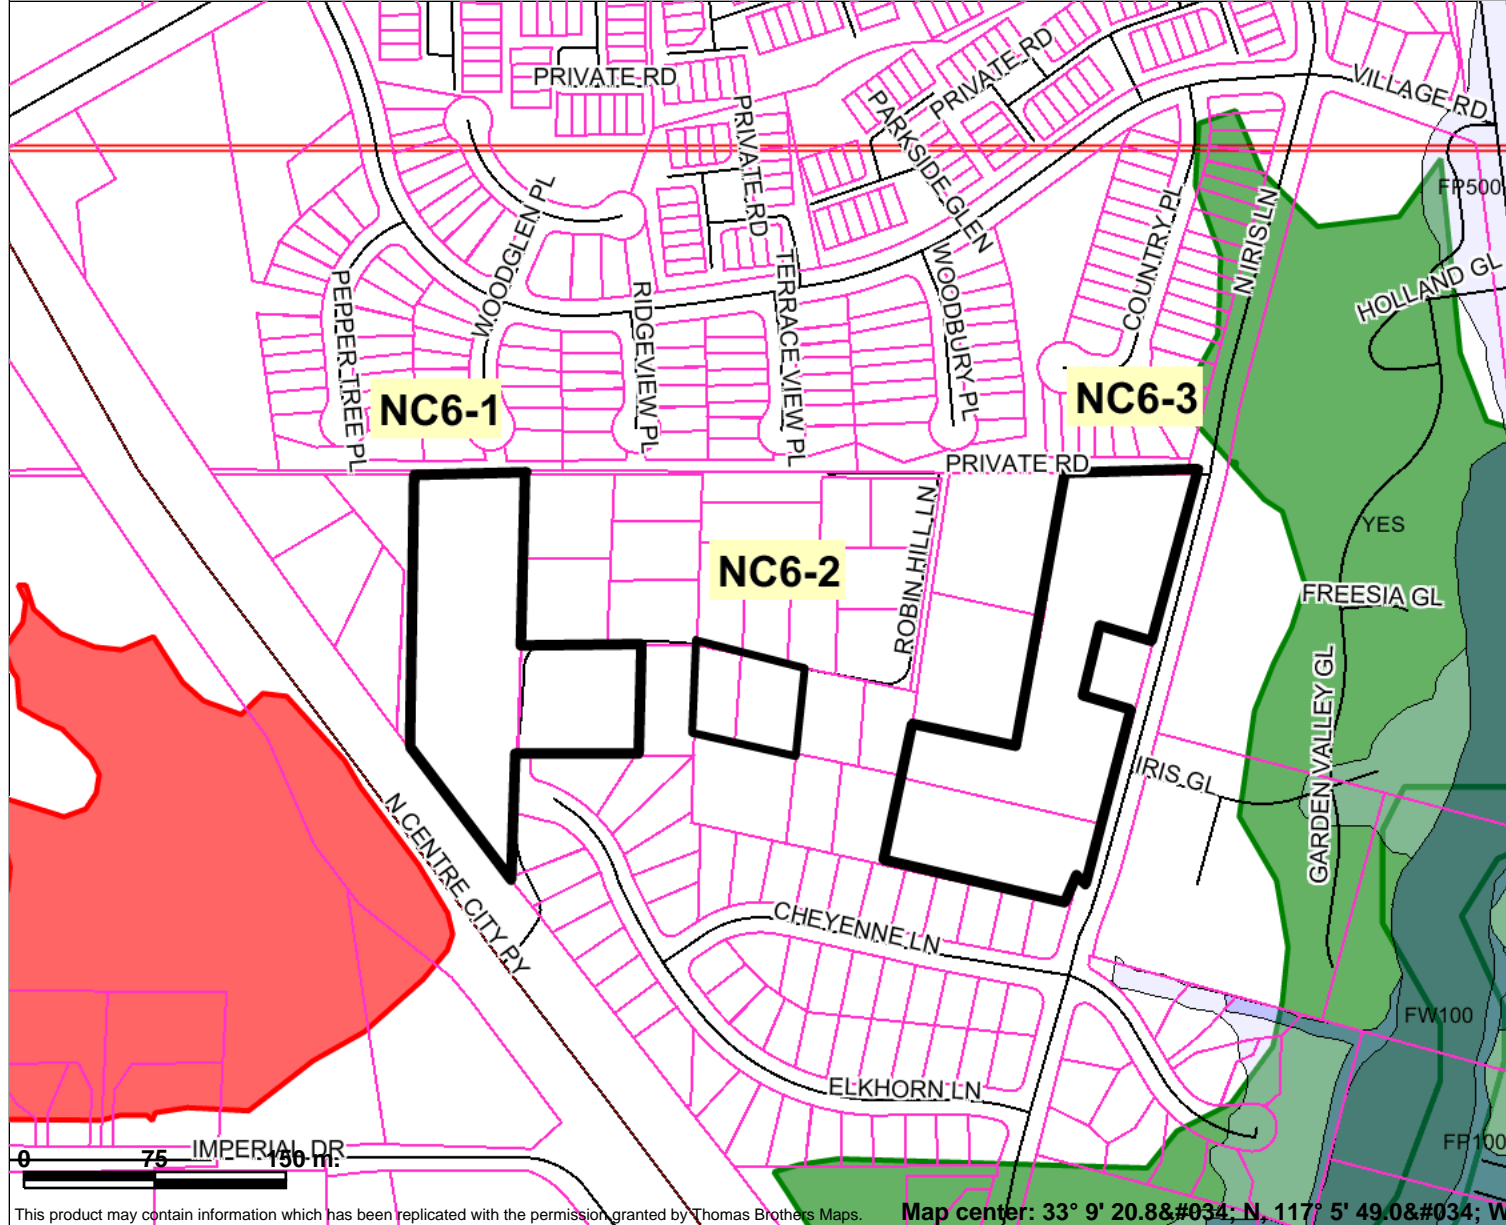 PRIVATE RD
PRIVATE RD
PRIVATE RD
PARKSIDE GLEN
VILLAGE RD
FP500
WOODGLEN PL
COUNTRY PL
N IRIS LN
HOLLAND GL
PEPPER TREE PL
RIDGEVIEW PL
TERRACE VIEW PL
WOODBURY PL
NC6-1
NC6-3
PRIVATE RD
NC6-2
ROBIN HILL LN
YES
FREESIA GL
GARDEN VALLEY GL
IRIS GL
N CENTRE CITY PY
CHEYENNE LN
FW100
ELKHORN LN
FP100
IMPERIAL DR
0 75 150 m.
This product may contain information which has been replicated with the permission granted by Thomas Brothers Maps.
Map center: 33° 9' 20.8&#034; N, 117° 5' 49.0&#034; W